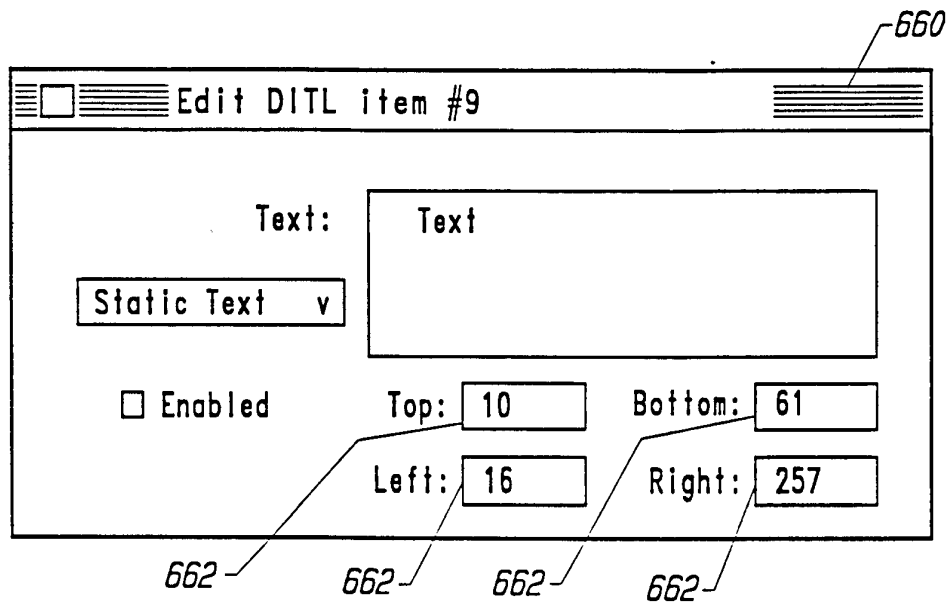 660
Edit DITL item #9
Text: Text
Static Text v
Enabled Top: 10 Bottom: 61
Left: 16 Right: 257
662 662 662 662